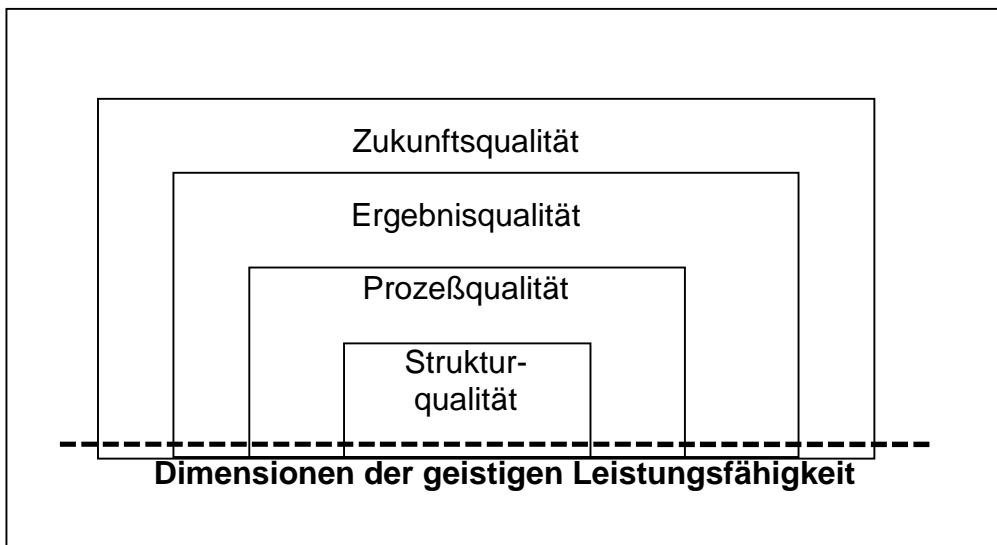 Zukunftsqualität
Ergebnisqualität
Prozeßqualität
Struktur-
qualität
Dimensionen der geistigen Leistungsfähigkeit